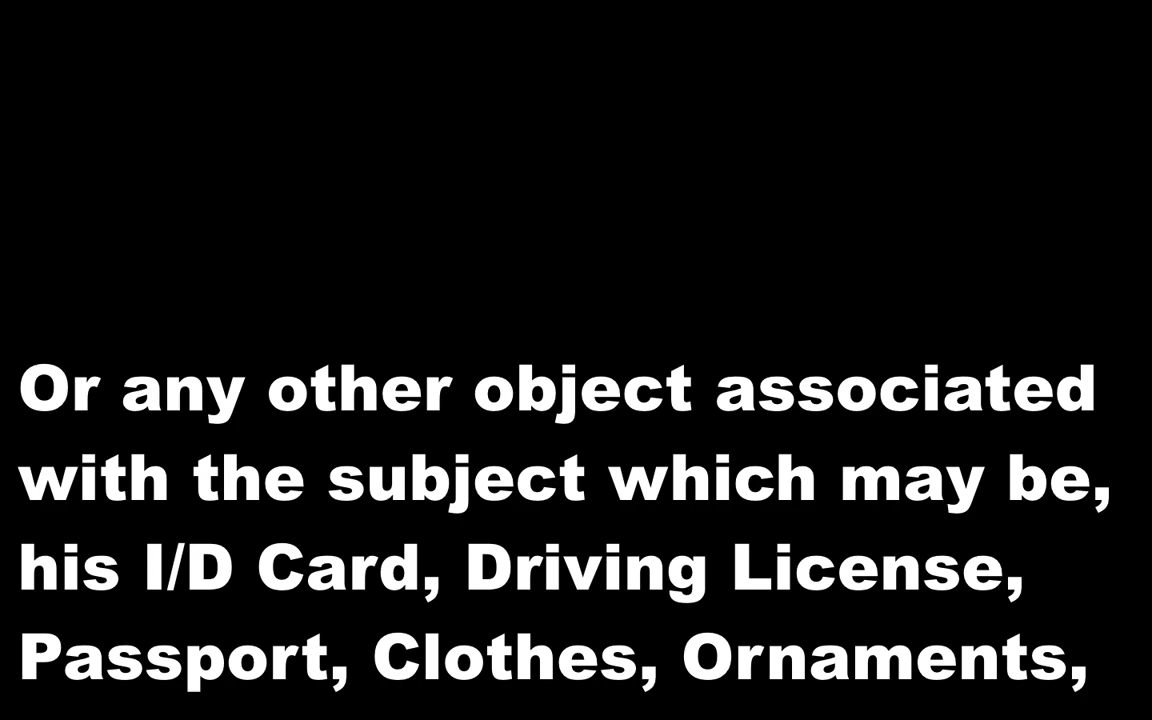 Or any other object associated
with the subject which may be,
his I/D Card, Driving License,
Passport, Clothes, Ornaments,